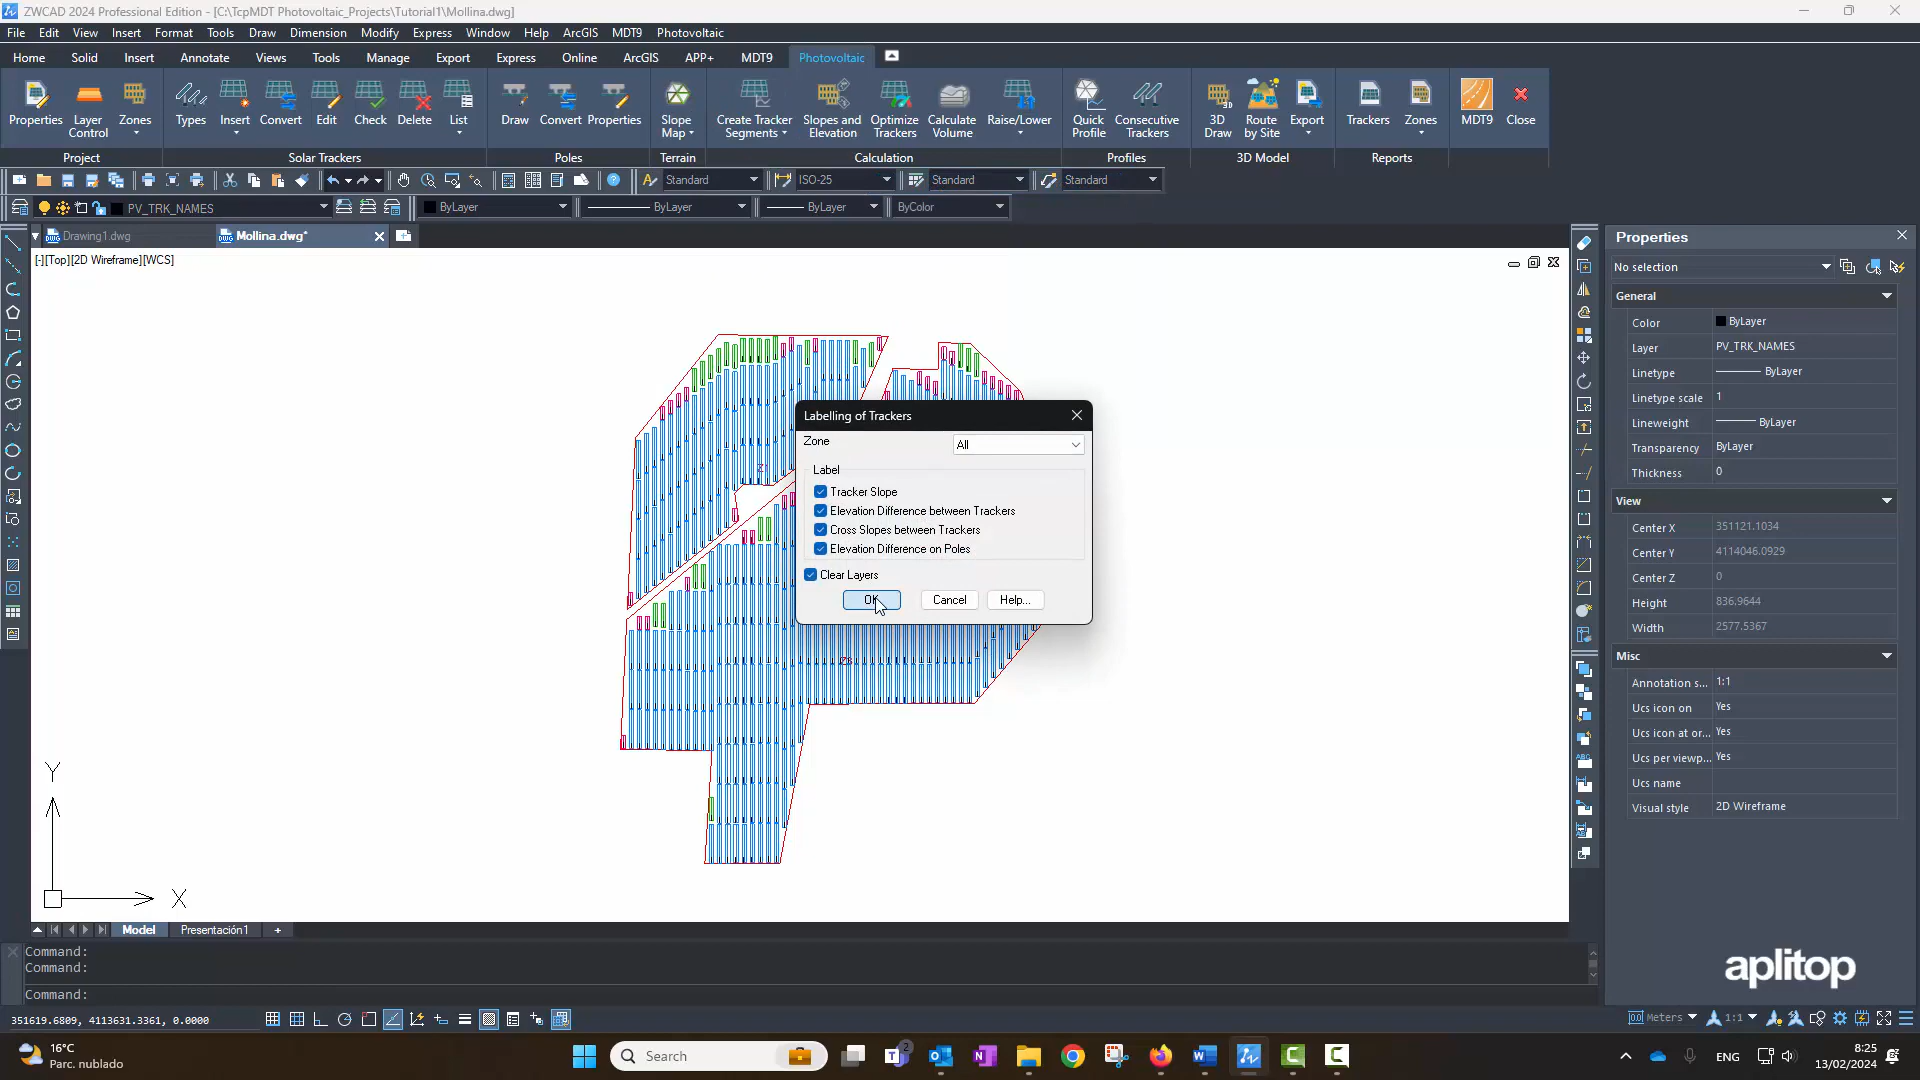 ZWCAD 2024 Professional Edition - [C:\TcpMDT Photovoltaic_Projects\Tutorial1\Mollina.dwg]
File Edit View Insert Format Tools Draw Dimension Modify Express Window Help ArcGIS MDT9 Photovoltaic
Home Solid Insert Annotate Views Tools Manage Export Express Online ArcGIS APP+ MDT9 Photovoltaic
Properties Layer Control Zones Types Insert Convert Edit Check Delete List Draw Convert Properties Slope Map Create Tracker Segments Slopes and Elevation Optimize Trackers Calculate Volume Raise/Lower Quick Profile Consecutive Trackers 3D Draw Route by Site Export Trackers Zones MDT9 Close
Project Solar Trackers Poles Terrain Calculation Profiles 3D Model Reports
Standard ISO-25 Standard Standard
PV_TRK_NAMES ByLayer ByLayer ByLayer ByColor
Drawing1.dwg Mollina.dwg*
[-][Top][2D Wireframe][WCS]
Labelling of Trackers
Zone All
Label
Tracker Slope
Elevation Difference between Trackers
Cross Slopes between Trackers
Elevation Difference on Poles
Clear Layers
OK Cancel Help...
Z1
Z3
Y
X
Properties
No selection
General
Color ByLayer
Layer PV_TRK_NAMES
Linetype ByLayer
Linetype scale 1
Lineweight ByLayer
Transparency ByLayer
Thickness 0
View
Center X 351121.1034
Center Y 4114046.0929
Center Z 0
Height 836.9644
Width 2577.5367
Misc
Annotation s... 1:1
Ucs icon on Yes
Ucs icon at or... Yes
Ucs per viewp... Yes
Ucs name
Visual style 2D Wireframe
Model Presentación1 +
Command:
Command:
Command:
aplitop
351619.6809, 4113631.3361, 0.0000
Meters 1:1
16°C
Parc. nublado
Search
2
ENG
8:25
13/02/2024